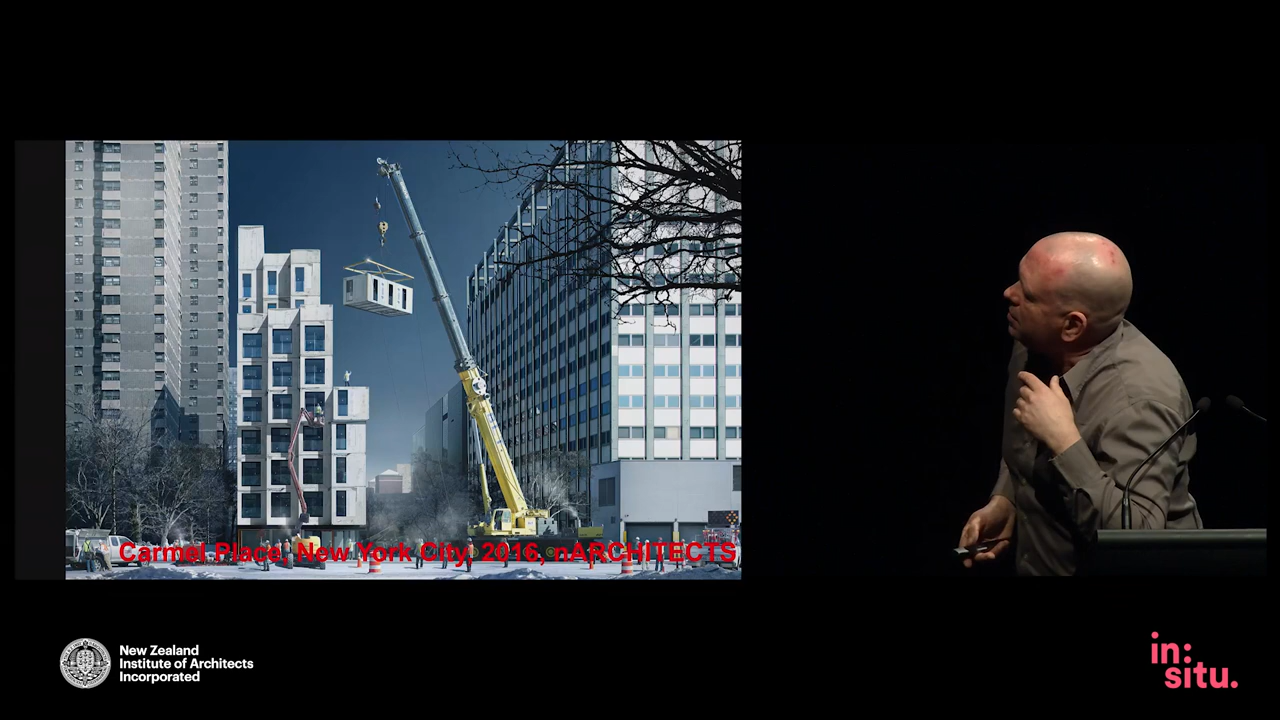 Carmel Place, New York City, 2016, nARCHITECTS
New Zealand
Institute of Architects
Incorporated
in:
situ.